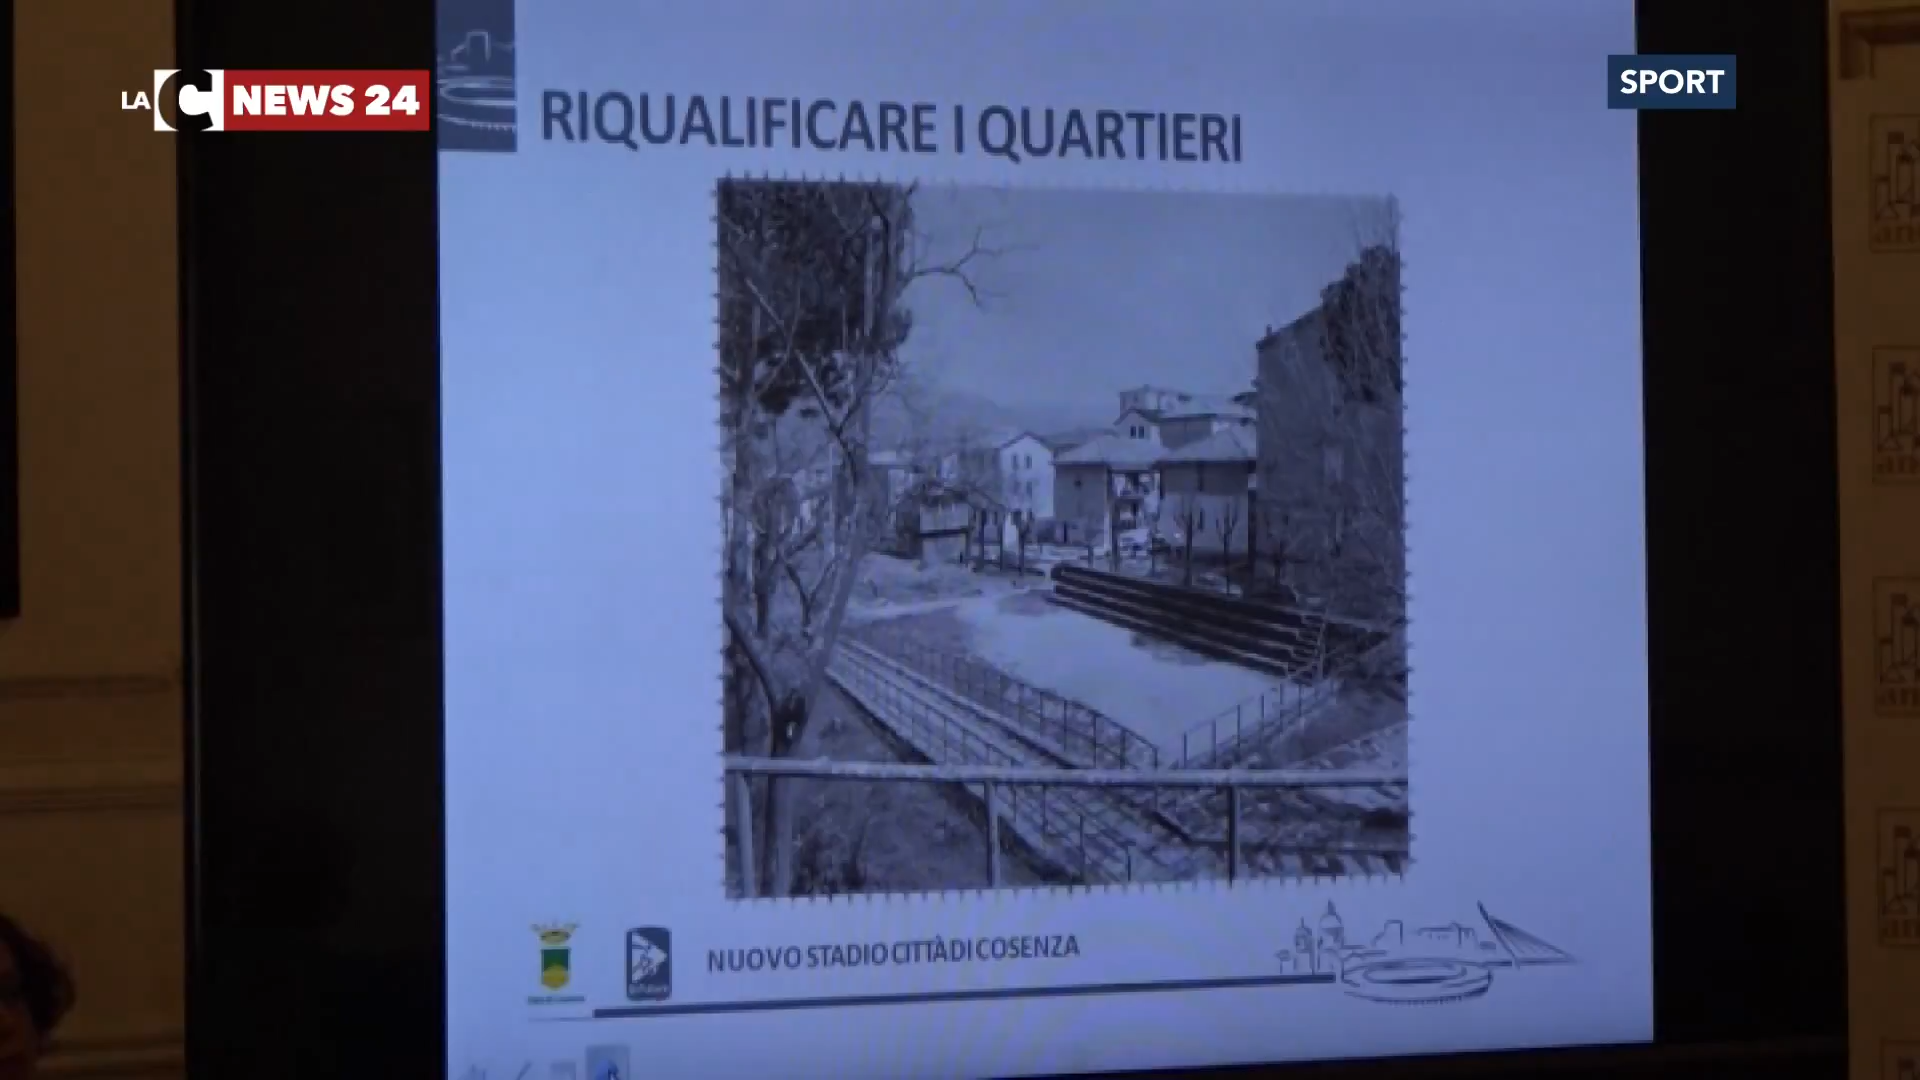 LA C NEWS 24
SPORT
RIQUALIFICARE I QUARTIERI
NUOVO STADIO CITTÀ DI COSENZA